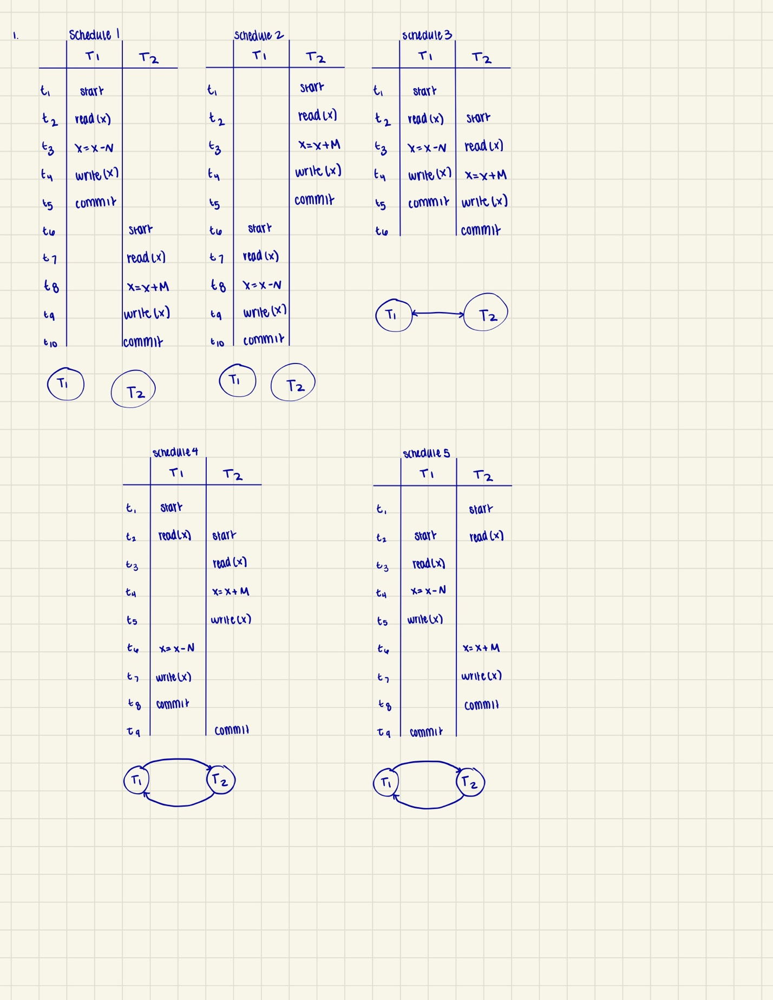 1.
Schedule 1
T1 T2
t1 start
t2 read(x)
t3 x=x-N
t4 write(x)
t5 commit
t6 start
t7 read(x)
t8 x=x+M
t9 write(x)
t10 commit
T1 T2
schedule 2
T1 T2
t1 start
t2 read(x)
t3 x=x+M
t4 write(x)
t5 commit
t6 start
t7 read(x)
t8 x=x-N
t9 write(x)
t10 commit
T1 T2
schedule 3
T1 T2
t1 start
t2 read(x) start
t3 x=x-N read(x)
t4 write(x) x=x+M
t5 commit write(x)
t6 commit
T1 T2
schedule 4
T1 T2
t1 start
t2 read(x) start
t3 read(x)
t4 x=x+M
t5 write(x)
t6 x=x-N
t7 write(x)
t8 commit
t9 commit
T1 T2
schedule 5
T1 T2
t1 start
t2 start read(x)
t3 read(x)
t4 x=x-N
t5 write(x)
t6 x=x+M
t7 write(x)
t8 commit
t9 commit
T1 T2